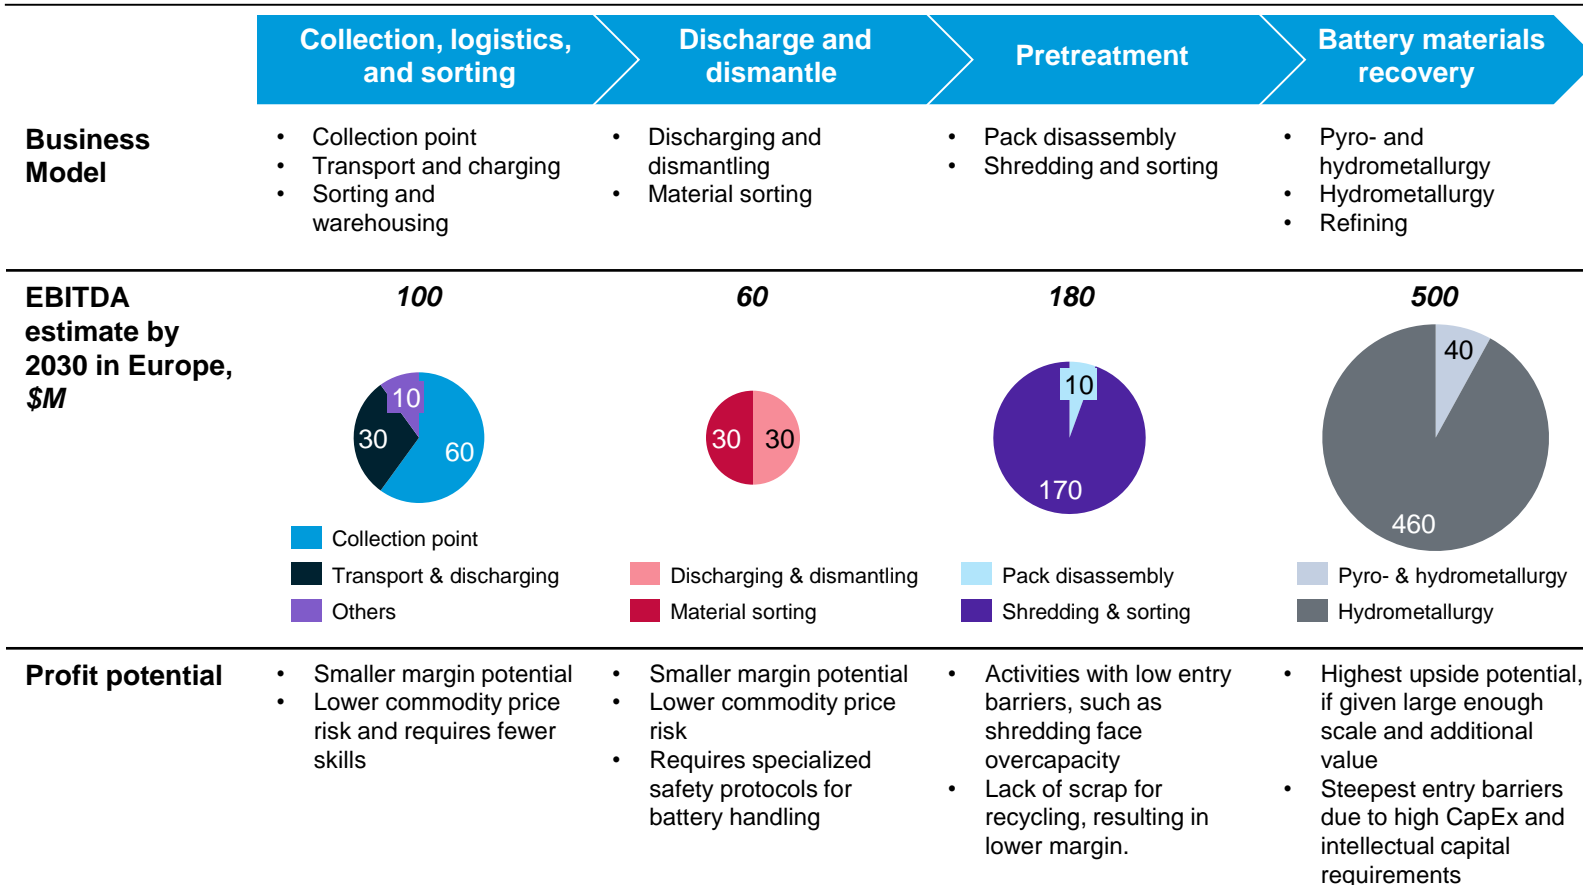 Collection, logistics,
and sorting
Discharge and
dismantle
Pretreatment
Battery materials
recovery
Business
Model
• Collection point
• Transport and charging
• Sorting and
warehousing
• Discharging and
dismantling
• Material sorting
• Pack disassembly
• Shredding and sorting
• Pyro- and
hydrometallurgy
• Hydrometallurgy
• Refining
EBITDA
estimate by
2030 in Europe,
$M
100
60
180
500
10
30
60
30
30
10
170
40
460
Collection point
Transport & discharging
Others
Discharging & dismantling
Material sorting
Pack disassembly
Shredding & sorting
Pyro- & hydrometallurgy
Hydrometallurgy
Profit potential
• Smaller margin potential
• Lower commodity price
risk and requires fewer
skills
• Smaller margin potential
• Lower commodity price
risk
• Requires specialized
safety protocols for
battery handling
• Activities with low entry
barriers, such as
shredding face
overcapacity
• Lack of scrap for
recycling, resulting in
lower margin.
• Highest upside potential,
if given large enough
scale and additional
value
• Steepest entry barriers
due to high CapEx and
intellectual capital
requirements